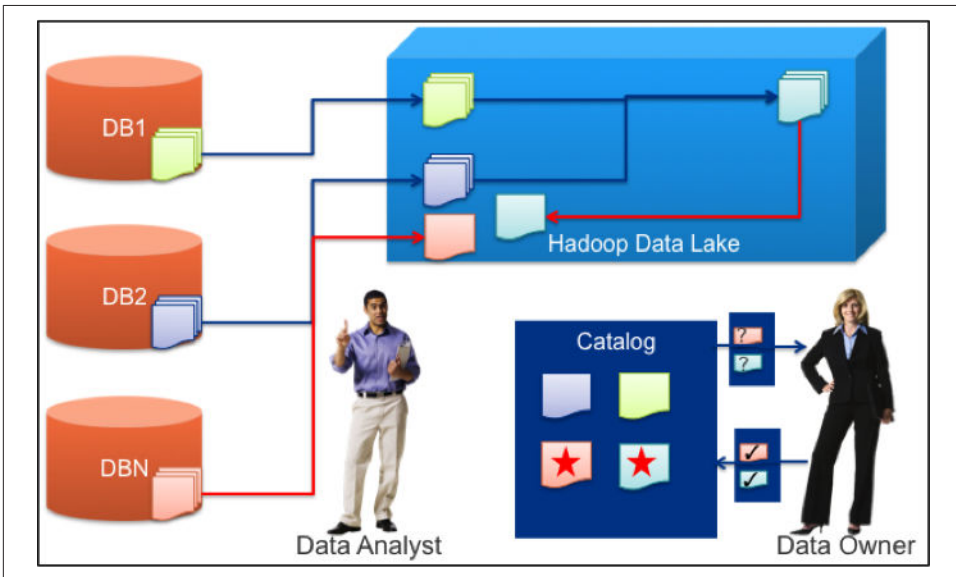 DB1
Hadoop Data Lake
DB2
Catalog
?
?
DBN
✓
✓
Data Analyst
Data Owner